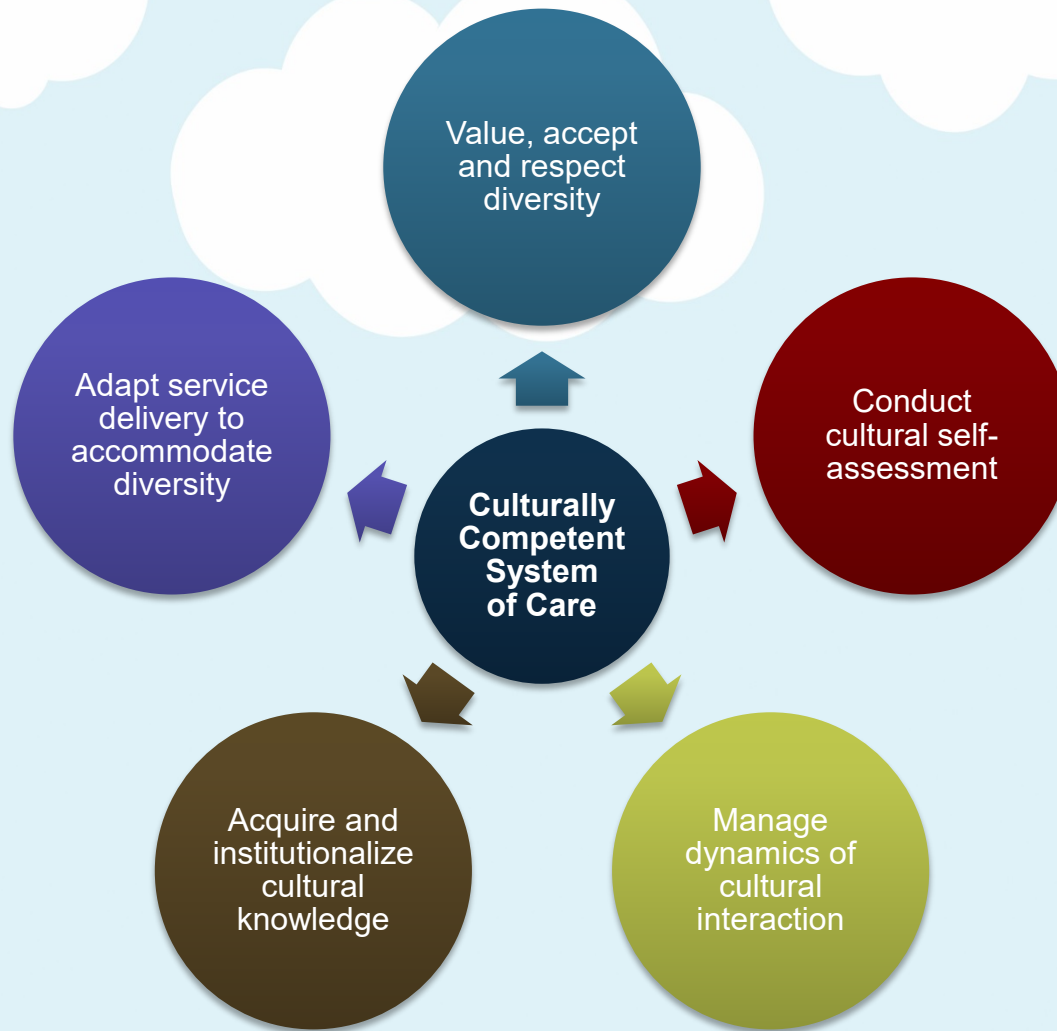 Value, accept
and respect
diversity
Conduct
cultural self-
assessment
Manage
dynamics of
cultural
interaction
Acquire and
institutionalize
cultural
knowledge
Adapt service
delivery to
accommodate
diversity
Culturally
Competent
System
of Care